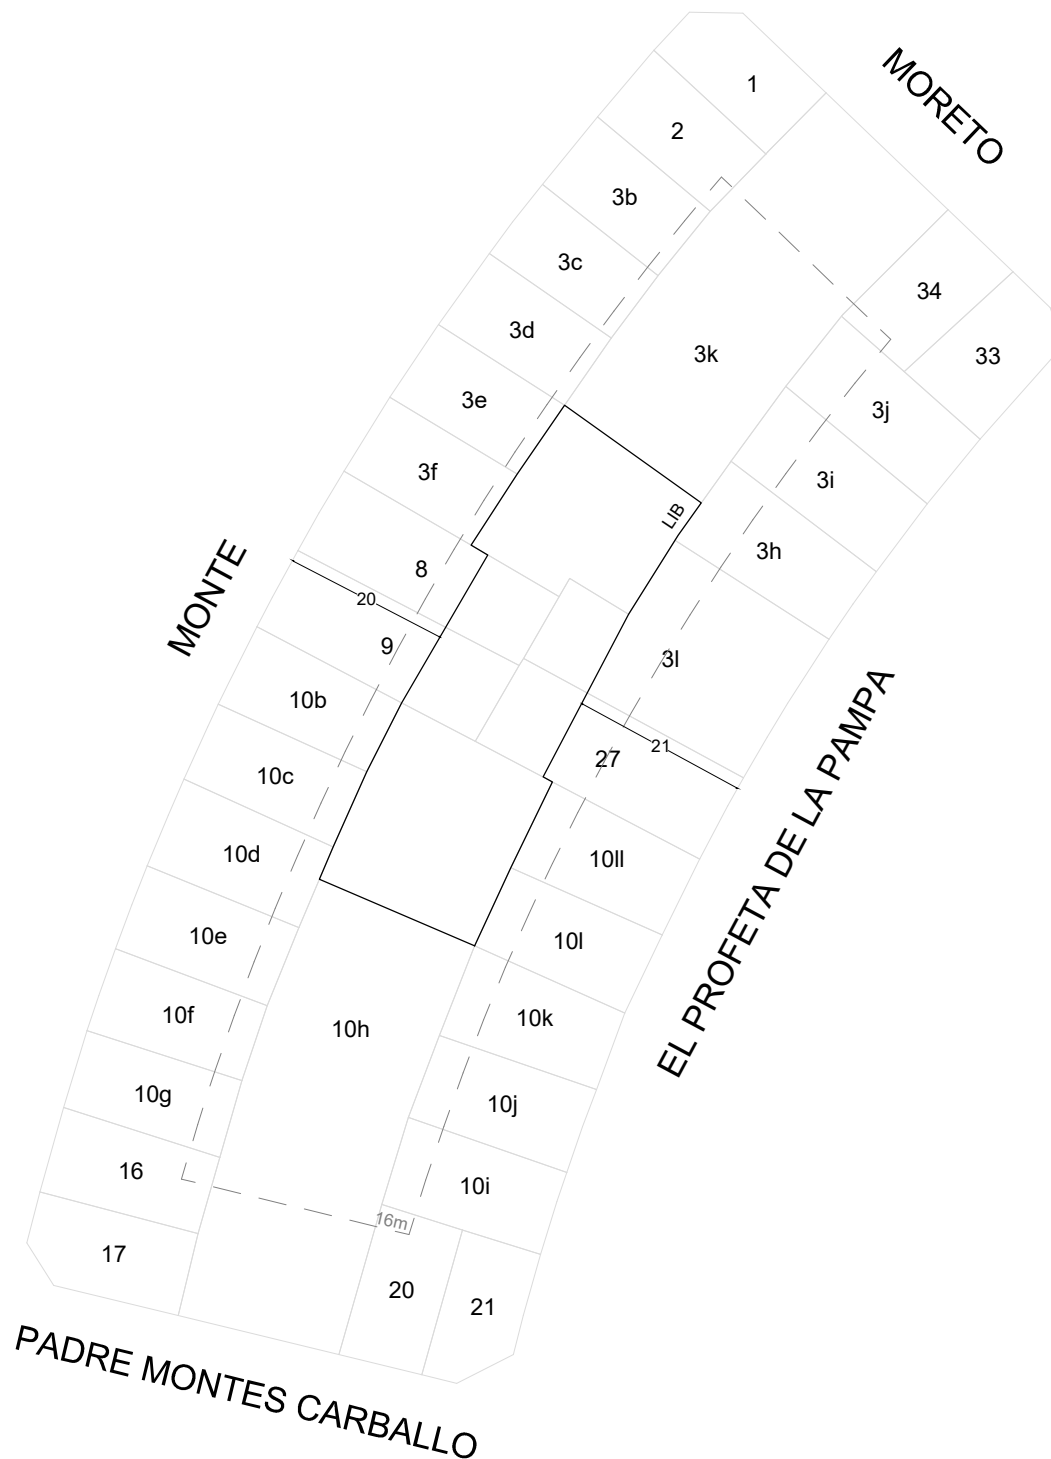 1
MORETO
2
3b
3c
34
3d
3k
33
3e
3j
3f
3i
LIB
3h
MONTE
8
20
9
3l
10b
21
27
10c
EL PROFETA DE LA PAMPA
10d
10ll
10e
10l
10f
10h
10k
10g
10j
16
10i
16m
17
20
21
PADRE MONTES CARBALLO